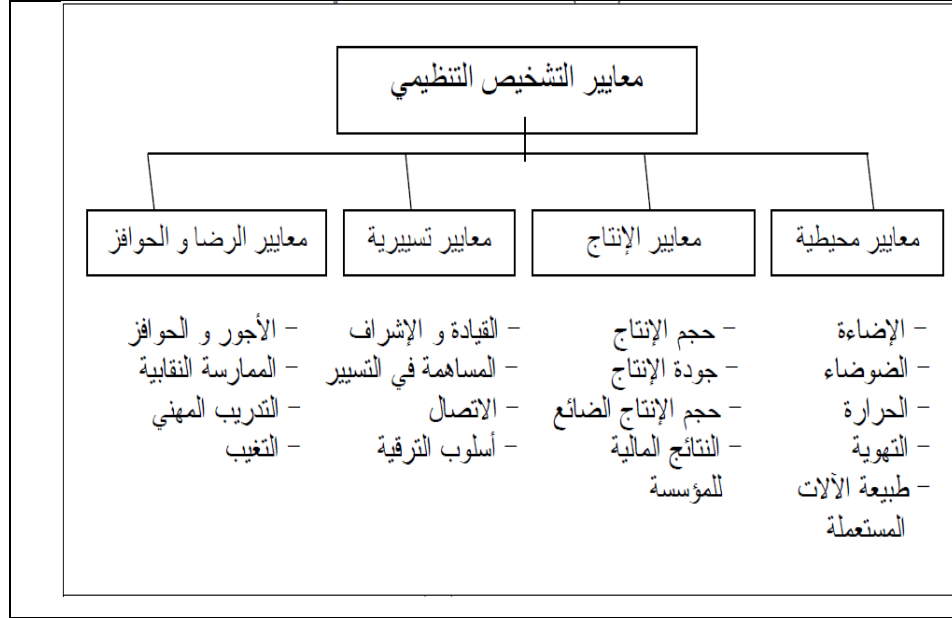 معايير التشخيص التنظيمي
معايير محيطية
معايير الإنتاج
معايير تسييرية
معايير الرضا و الحوافز
- الإضاءة
- الضوضاء
- الحرارة
- التهوية
- طبيعة الآلات
المستعملة
- حجم الإنتاج
- جودة الإنتاج
- حجم الإنتاج الضائع
- النتائج المالية
للمؤسسة
- القيادة و الإشراف
- المساهمة في التسيير
- الاتصال
- أسلوب الترقية
- الأجور و الحوافز
- الممارسة النقابية
- التدريب المهني
- التغيب